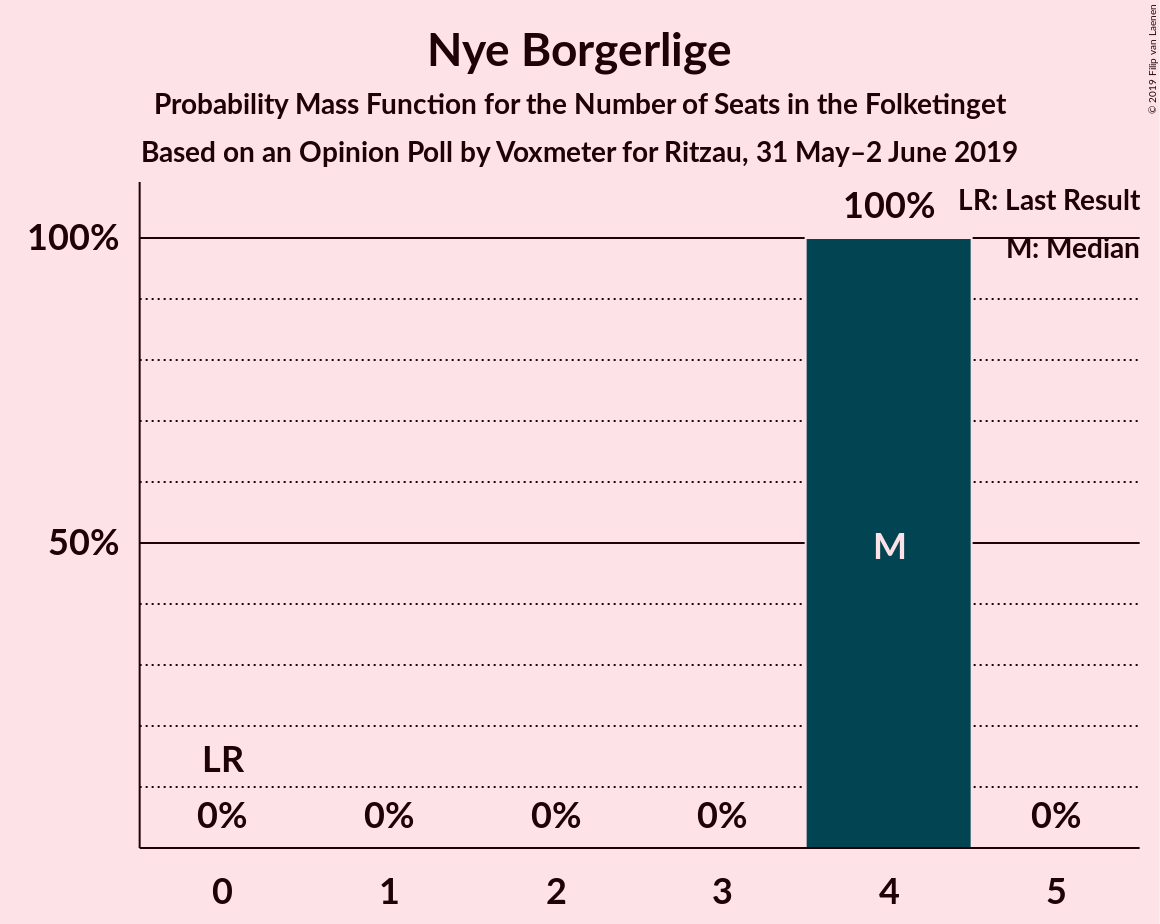 Nye Borgerlige
Probability Mass Function for the Number of Seats in the Folketinget
Based on an Opinion Poll by Voxmeter for Ritzau, 31 May–2 June 2019
© 2019 Filip van Laenen
LR: Last Result
M: Median
100%
100%
50%
M
LR
0%
0%
0%
0%
0%
0
1
2
3
4
5